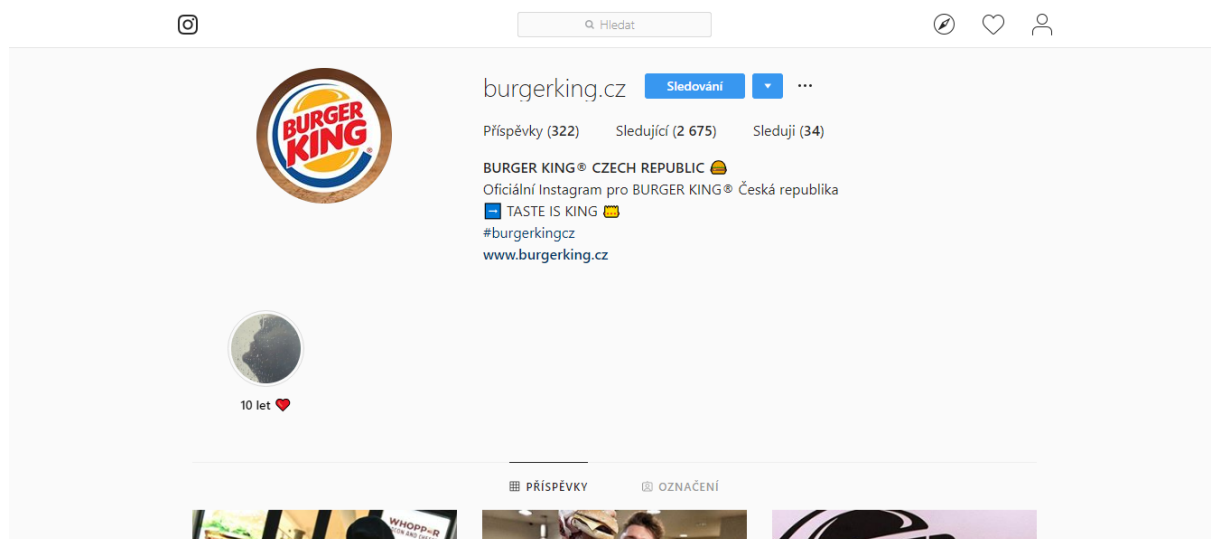 Hledat
BURGER
KING
burgerking.cz
Sledování
Příspěvky (322) Sledující (2 675) Sleduji (34)
BURGER KING® CZECH REPUBLIC 🍔
Oficiální Instagram pro BURGER KING® Česká republika
➡ TASTE IS KING
#burgerkingcz
www.burgerking.cz
10 let ❤
PŘÍSPĚVKY OZNAČENÍ
WHOPPER